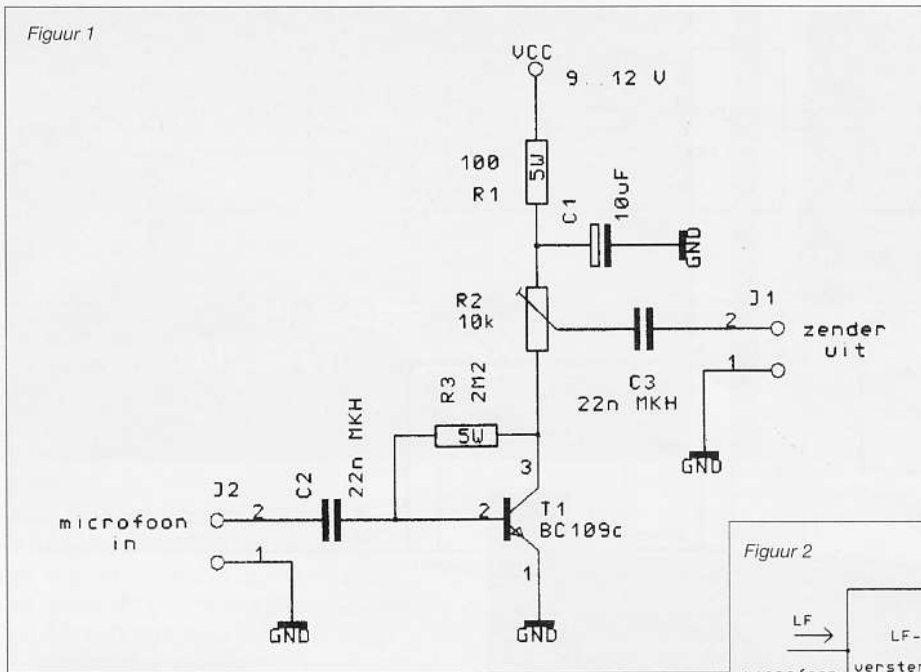 Figuur 1
VCC
9...12 V
100
R1
5W
C1
10uF
GND
R2
10k
J1
2
zender
uit
1
C3
22n MKH
GND
R3
2M2
5W
3
C2
22n MKH
J2
2
microfoon
in
1
2
T1
BC109c
1
GND
GND
Figuur 2
LF
LF-